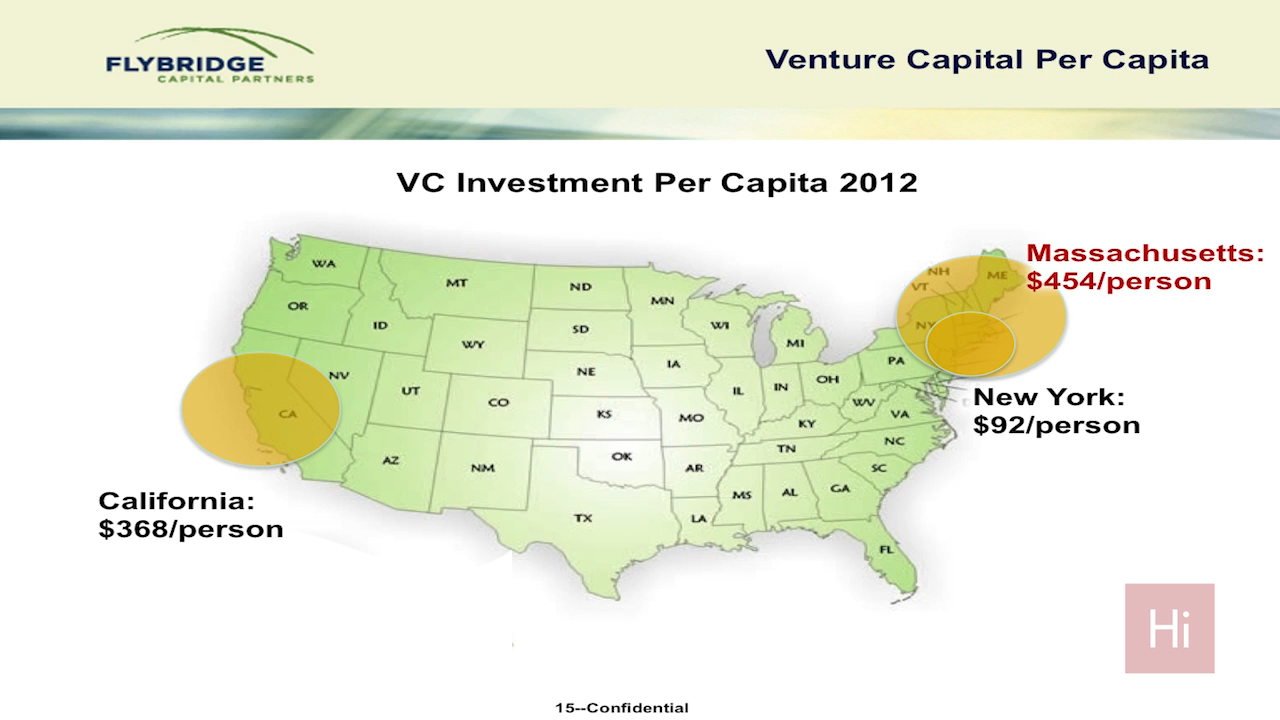 FLYBRIDGE
CAPITAL PARTNERS
Venture Capital Per Capita
VC Investment Per Capita 2012
Massachusetts:
$454/person
New York:
$92/person
California:
$368/person
WA
OR
CA
NV
ID
MT
WY
UT
AZ
CO
NM
ND
SD
NE
KS
OK
TX
MN
IA
MO
AR
LA
WI
IL
MI
IN
OH
KY
TN
MS
AL
GA
FL
SC
NC
VA
WV
PA
NY
VT
NH
ME
Hi
15--Confidential